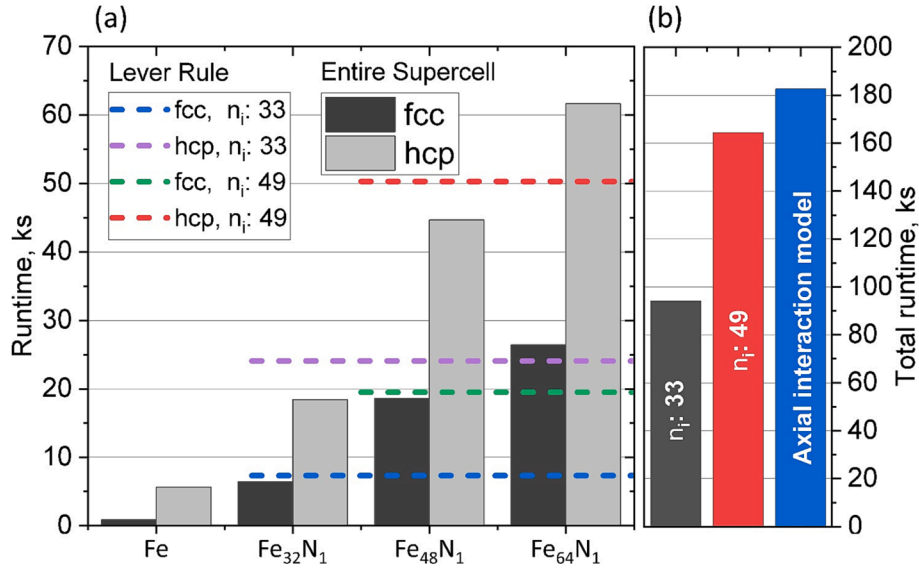 (a)
(b)
Runtime, ks
70
60
50
40
30
20
10
0
Lever Rule
fcc, nᵢ: 33
hcp, nᵢ: 33
fcc, nᵢ: 49
hcp, nᵢ: 49
Entire Supercell
fcc
hcp
Fe
Fe₃₂N₁
Fe₄₈N₁
Fe₆₄N₁
nᵢ: 33
nᵢ: 49
Axial interaction model
200
180
160
140
120
100
80
60
40
20
0
Total runtime, ks